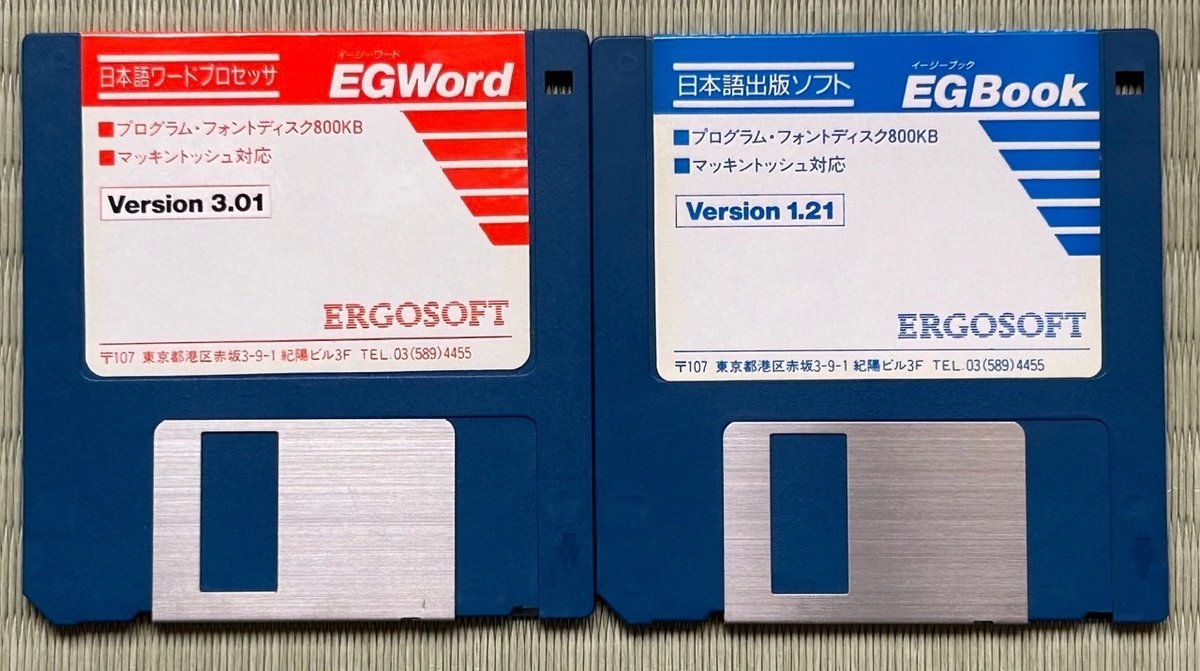 日本語ワードプロセッサ
イージーワード
EGWord
■プログラム・フォントディスク800KB
■マッキントッシュ対応
Version 3.01
ERGOSOFT
〒107 東京都港区赤坂3-9-1 紀陽ビル3F TEL.03(589)4455
日本語出版ソフト
イージーブック
EGBook
■プログラム・フォントディスク800KB
■マッキントッシュ対応
Version 1.21
ERGOSOFT
〒107 東京都港区赤坂3-9-1 紀陽ビル3F TEL.03(589)4455